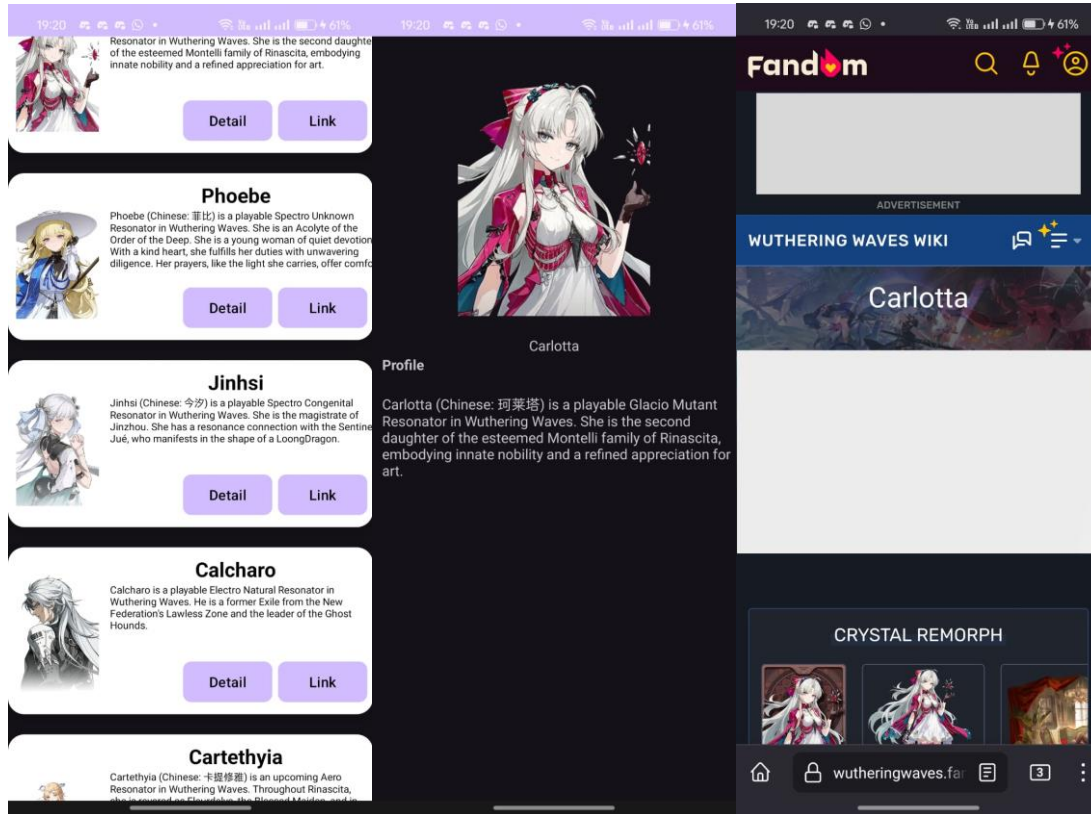 19:20
61%
Resonator in Wuthering Waves. She is the second daughte
of the esteemed Montelli family of Rinascita, embodying
innate nobility and a refined appreciation for art.
Detail
Link
Phoebe
Phoebe (Chinese: 菲比) is a playable Spectro Unknown
Resonator in Wuthering Waves. She is an Acolyte of the
Order of the Deep. She is a young woman of quiet devotion
With a kind heart, she fulfills her duties with unwavering
diligence. Her prayers, like the light she carries, offer comfo
Detail
Link
Jinhsi
Jinhsi (Chinese: 今汐) is a playable Spectro Congenital
Resonator in Wuthering Waves. She is the magistrate of
Jinzhou. She has a resonance connection with the Sentine
Jué, who manifests in the shape of a LoongDragon.
Detail
Link
Calcharo
Calcharo is a playable Electro Natural Resonator in
Wuthering Waves. He is a former Exile from the New
Federation's Lawless Zone and the leader of the Ghost
Hounds.
Detail
Link
Cartethyia
Cartethyia (Chinese: 卡提修雅) is an upcoming Aero
Resonator in Wuthering Waves. Throughout Rinascita,
19:20
61%
Carlotta
Profile
Carlotta (Chinese: 珂莱塔) is a playable Glacio Mutant
Resonator in Wuthering Waves. She is the second
daughter of the esteemed Montelli family of Rinascita,
embodying innate nobility and a refined appreciation for
art.
19:20
61%
Fandom
ADVERTISEMENT
WUTHERING WAVES WIKI
Carlotta
CRYSTAL REMORPH
wutheringwaves.fan
3